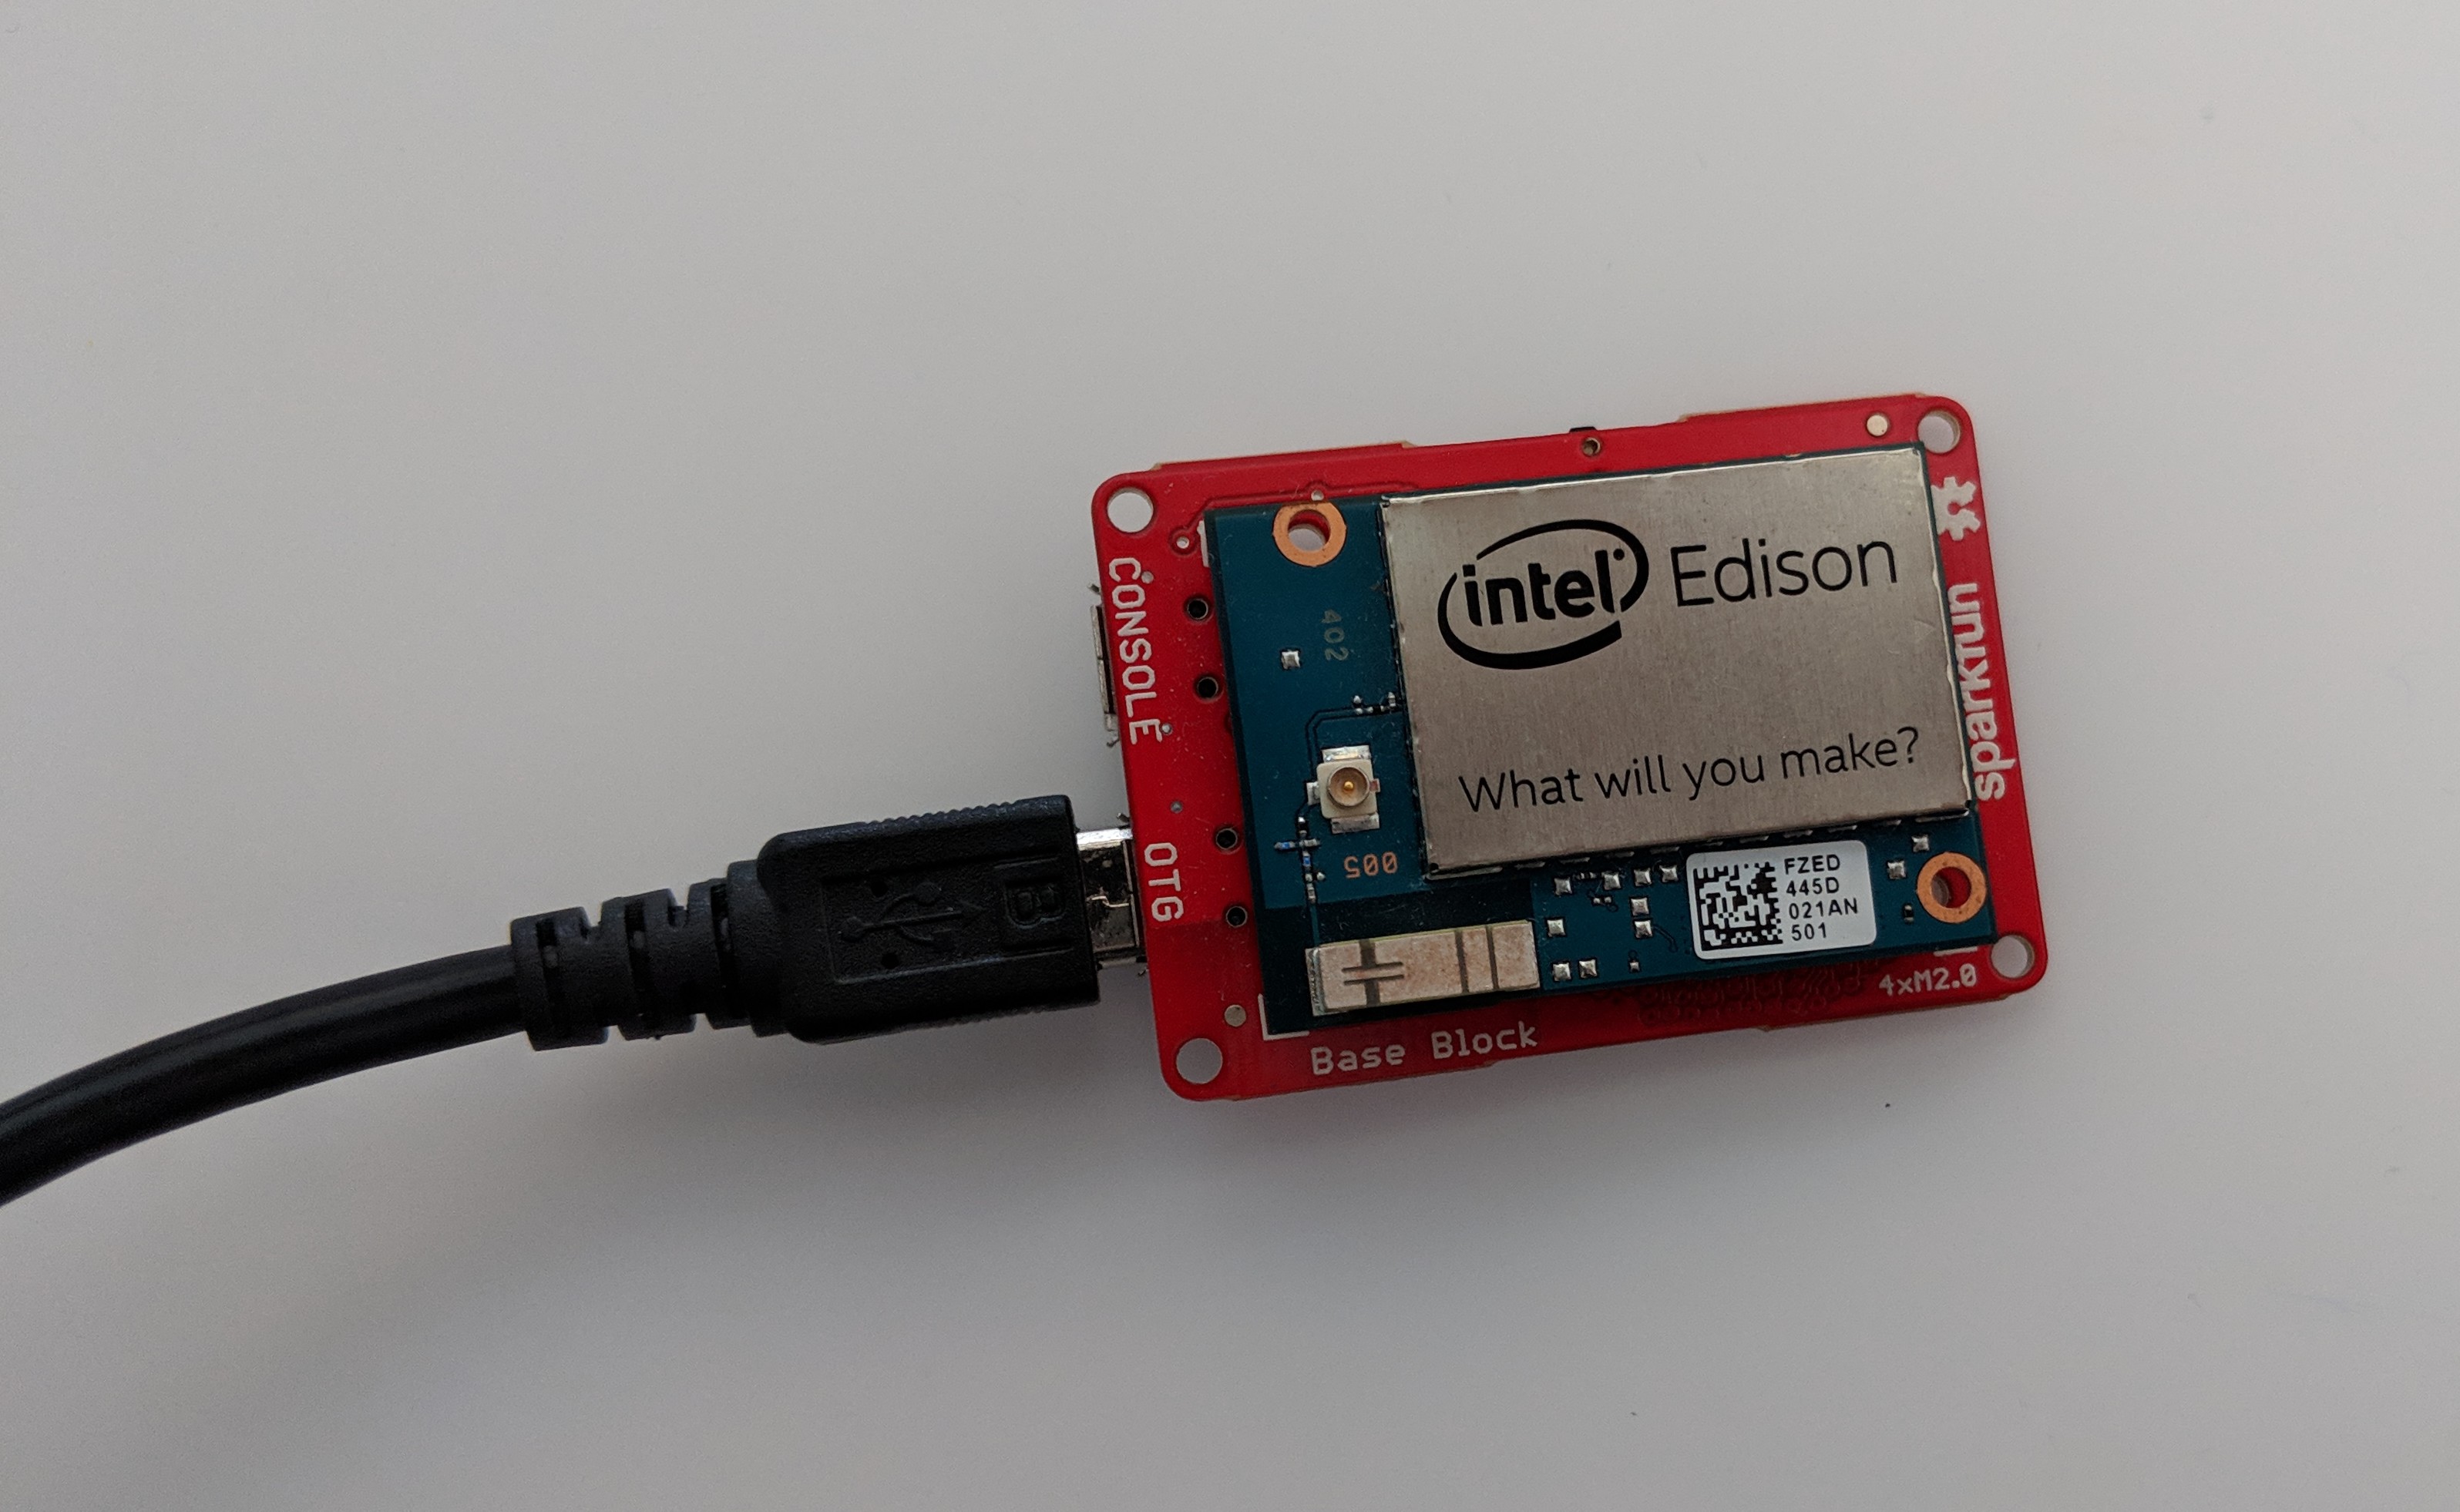 CONSOLE
OTG
402
005
intel Edison
What will you make?
FZED
445D
021AN
501
sparkfun
4xM2.0
Base Block
B